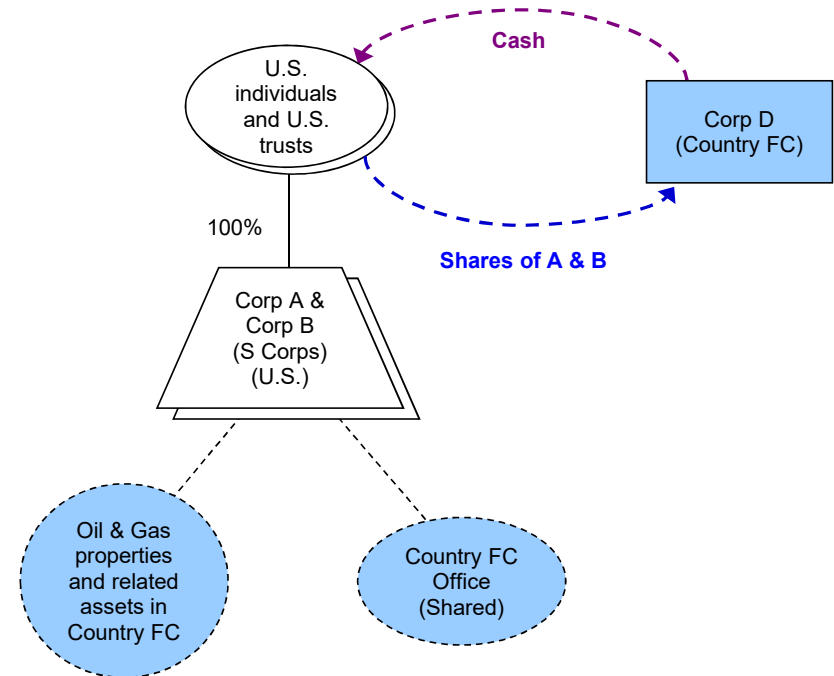 Cash
U.S.
individuals
and U.S.
trusts
Corp D
(Country FC)
100%
Shares of A & B
Corp A &
Corp B
(S Corps)
(U.S.)
Oil & Gas
properties
and related
assets in
Country FC
Country FC
Office
(Shared)